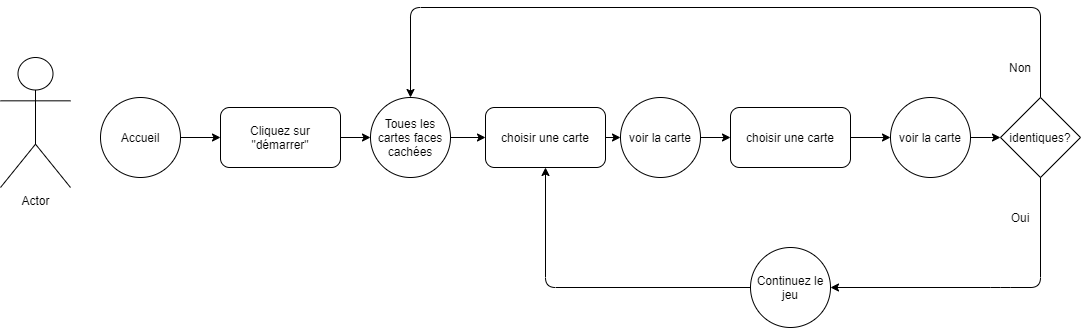 Actor
Accueil
Cliquez sur
"démarrer"
Toues les
cartes faces
cachées
choisir une carte
voir la carte
choisir une carte
voir la carte
identiques?
Non
Oui
Continuez le
jeu